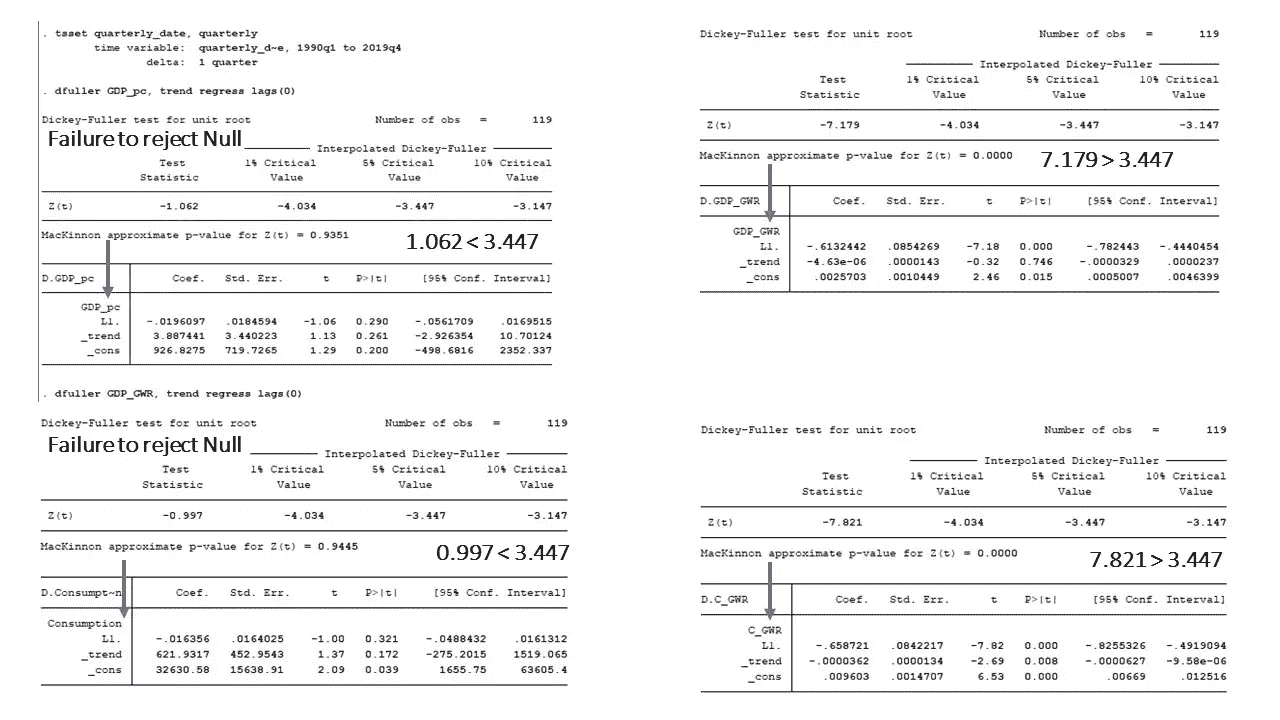 . tsset quarterly_date, quarterly
time variable: quarterly_d~e, 1990q1 to 2019q4
delta: 1 quarter
. dfuller GDP_pc, trend regress lags(0)
Dickey-Fuller test for unit root Number of obs = 119
Failure to reject Null
Interpolated Dickey-Fuller
Test 1% Critical 5% Critical 10% Critical
Statistic Value Value Value
Z(t) -1.062 -4.034 -3.447 -3.147
MacKinnon approximate p-value for Z(t) = 0.9351
1.062 < 3.447
D.GDP_pc Coef. Std. Err. t P>|t| [95% Conf. Interval]
GDP_pc
L1. -.0196097 .0184594 -1.06 0.290 -.0561709 .0169515
_trend 3.887441 3.440223 1.13 0.261 -2.926354 10.70124
_cons 926.8275 719.7265 1.29 0.200 -498.6816 2352.337
. dfuller GDP_GWR, trend regress lags(0)
Dickey-Fuller test for unit root Number of obs = 119
Failure to reject Null
Interpolated Dickey-Fuller
Test 1% Critical 5% Critical 10% Critical
Statistic Value Value Value
Z(t) -0.997 -4.034 -3.447 -3.147
MacKinnon approximate p-value for Z(t) = 0.9445
0.997 < 3.447
D.Consumpt~n Coef. Std. Err. t P>|t| [95% Conf. Interval]
Consumption
L1. -.016356 .0164025 -1.00 0.321 -.0488432 .0161312
_trend 621.9317 452.9543 1.37 0.172 -275.2015 1519.065
_cons 32630.58 15638.91 2.09 0.039 1655.75 63605.4
Dickey-Fuller test for unit root Number of obs = 119
Interpolated Dickey-Fuller
Test 1% Critical 5% Critical 10% Critical
Statistic Value Value Value
Z(t) -7.179 -4.034 -3.447 -3.147
MacKinnon approximate p-value for Z(t) = 0.0000
7.179 > 3.447
D.GDP_GWR Coef. Std. Err. t P>|t| [95% Conf. Interval]
GDP_GWR
L1. -.6132442 .0854269 -7.18 0.000 -.782443 -.4440454
_trend -4.63e-06 .0000143 -0.32 0.746 -.0000329 .0000237
_cons .0025703 .0010449 2.46 0.015 .0005007 .0046399
Dickey-Fuller test for unit root Number of obs = 119
Interpolated Dickey-Fuller
Test 1% Critical 5% Critical 10% Critical
Statistic Value Value Value
Z(t) -7.821 -4.034 -3.447 -3.147
MacKinnon approximate p-value for Z(t) = 0.0000
7.821 > 3.447
D.C_GWR Coef. Std. Err. t P>|t| [95% Conf. Interval]
C_GWR
L1. -.658721 .0842217 -7.82 0.000 -.8255326 -.4919094
_trend -.0000362 .0000134 -2.69 0.008 -.0000627 -9.58e-06
_cons .009603 .0014707 6.53 0.000 .00669 .012516